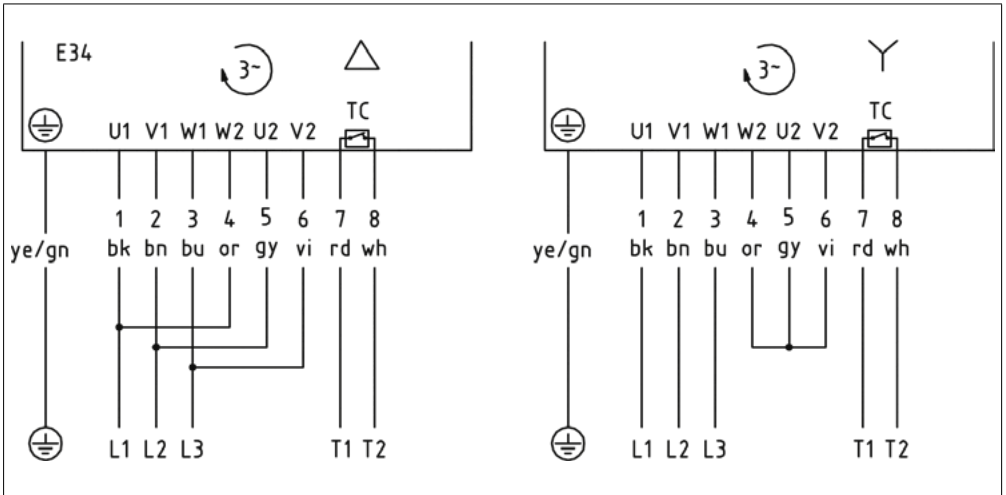 E34
3~
3~
TC
TC
U1 V1 W1 W2 U2 V2
U1 V1 W1 W2 U2 V2
1 2 3 4 5 6 7 8
1 2 3 4 5 6 7 8
ye/gn bk bn bu or gy vi rd wh
ye/gn bk bn bu or gy vi rd wh
L1 L2 L3 T1 T2
L1 L2 L3 T1 T2